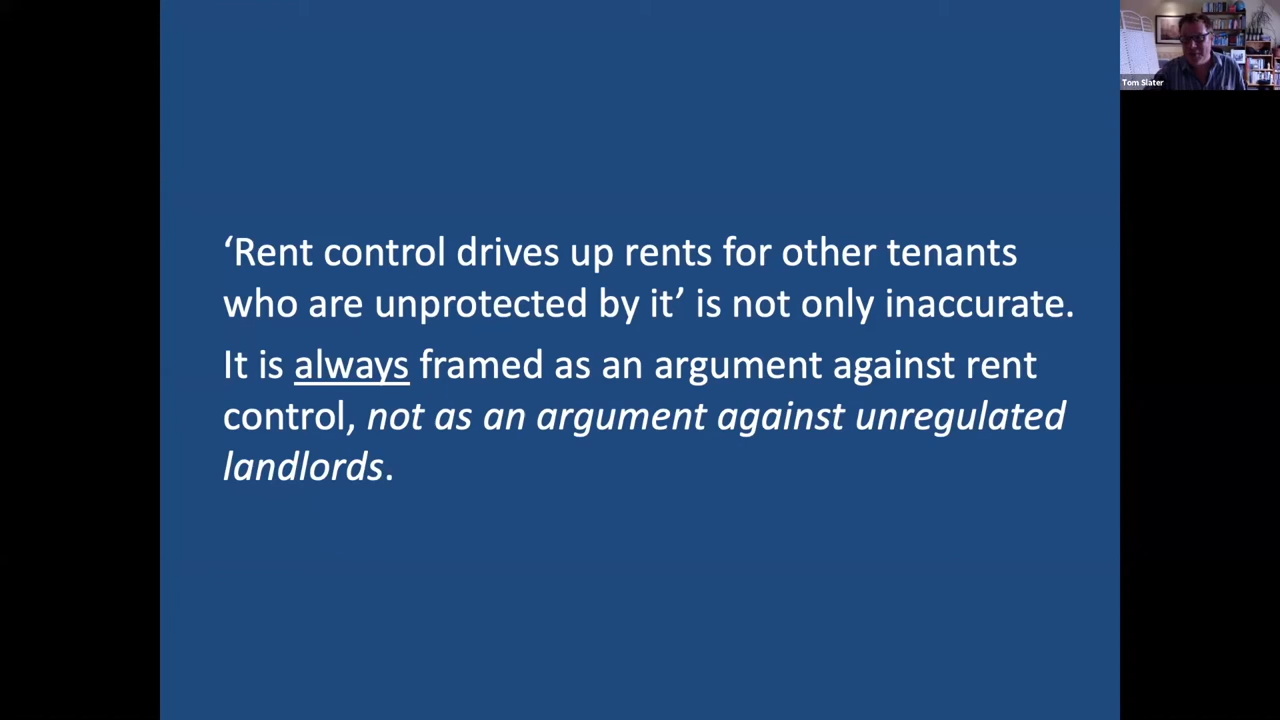 Tom Slater
‘Rent control drives up rents for other tenants
who are unprotected by it’ is not only inaccurate.
It is always framed as an argument against rent
control, not as an argument against unregulated
landlords.